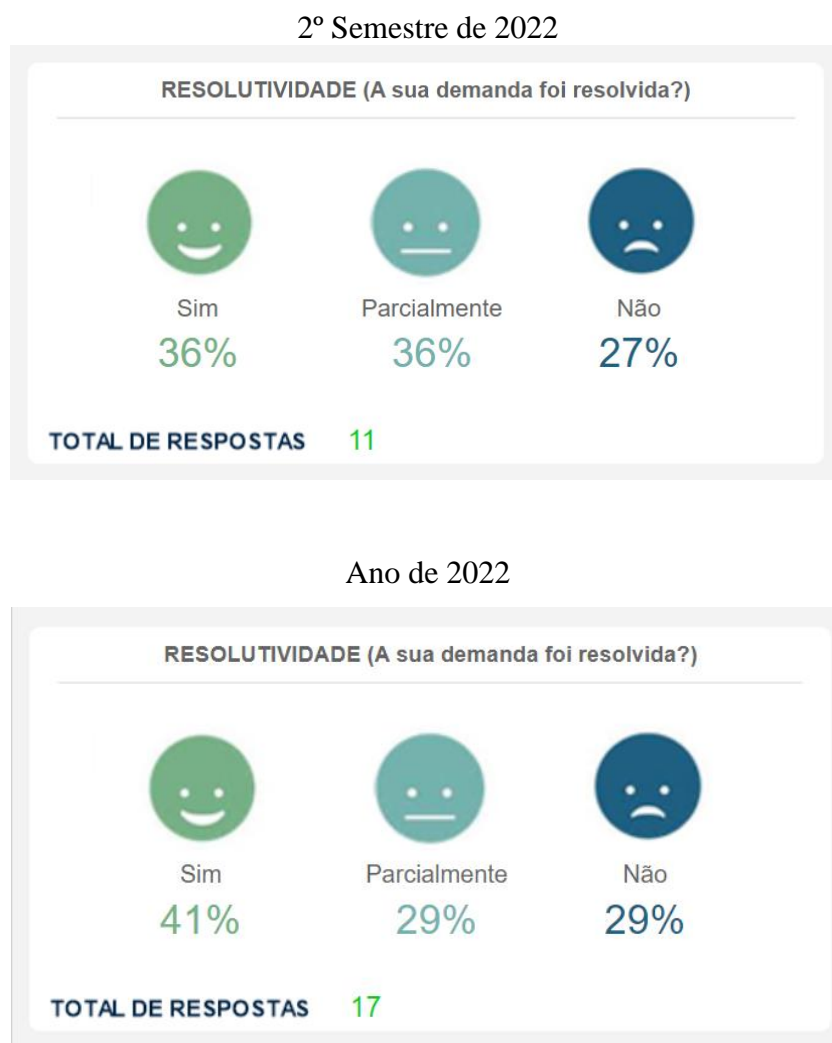 2º Semestre de 2022
RESOLUTIVIDADE (A sua demanda foi resolvida?)
Sim Parcialmente Não
36% 36% 27%
TOTAL DE RESPOSTAS 11
Ano de 2022
RESOLUTIVIDADE (A sua demanda foi resolvida?)
Sim Parcialmente Não
41% 29% 29%
TOTAL DE RESPOSTAS 17